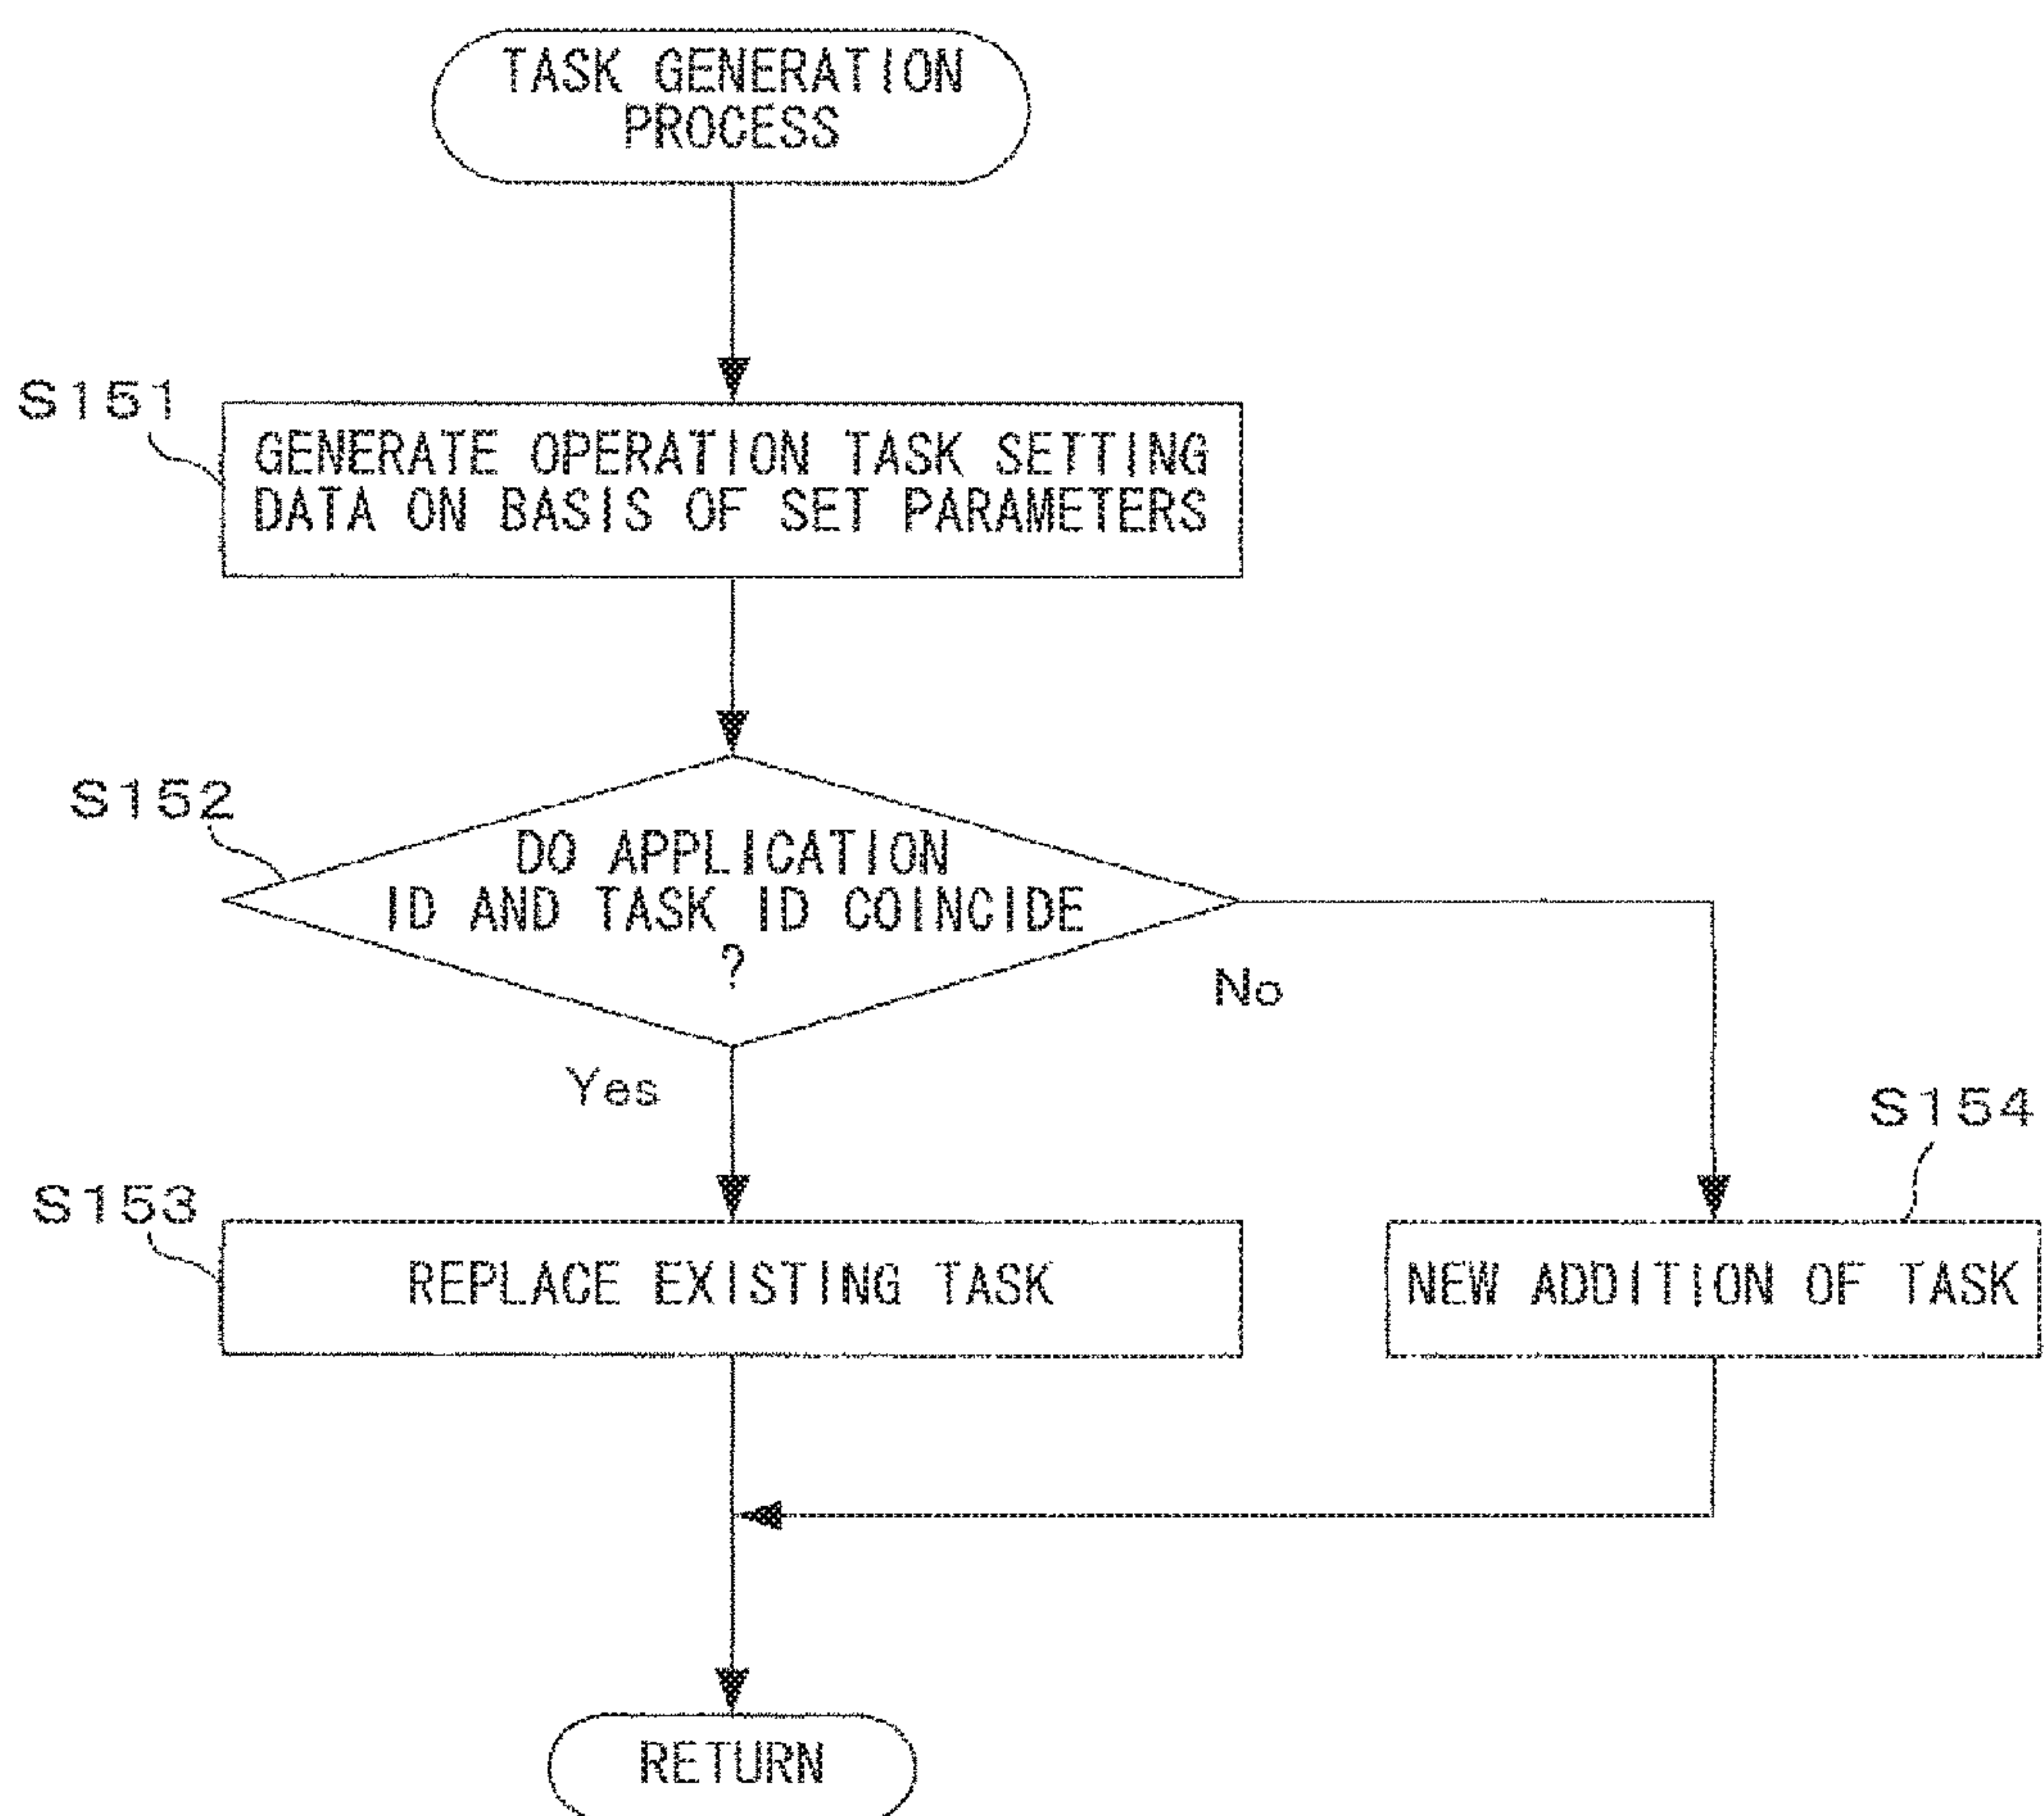 TASK GENERATION
PROCESS
S151
GENERATE OPERATION TASK SETTING
DATA ON BASIS OF SET PARAMETERS
S152
DO APPLICATION
ID AND TASK ID COINCIDE
?
No
Yes
S154
S153
REPLACE EXISTING TASK
NEW ADDITION OF TASK
RETURN